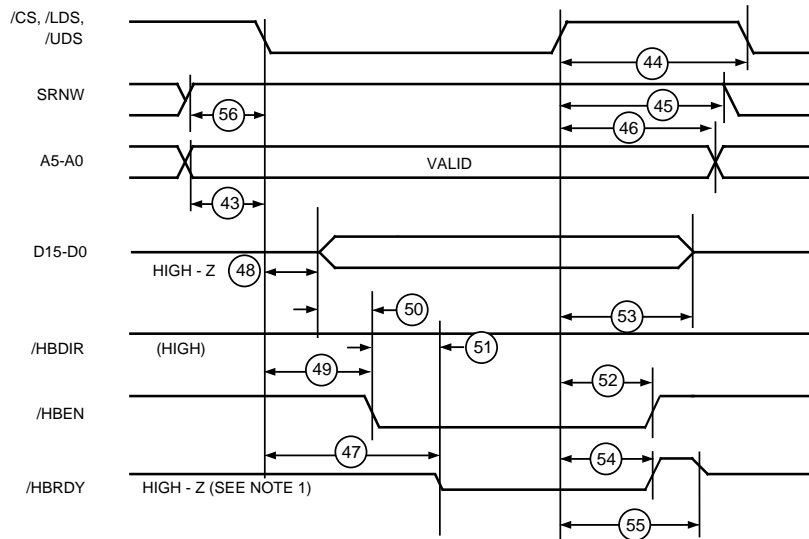 /CS, /LDS,
/UDS
44
SRNW
56
45
46
A5-A0
VALID
43
D15-D0
HIGH - Z
48
50
53
/HBDIR
(HIGH)
51
49
52
/HBEN
47
54
/HBRDY
HIGH - Z (SEE NOTE 1)
55